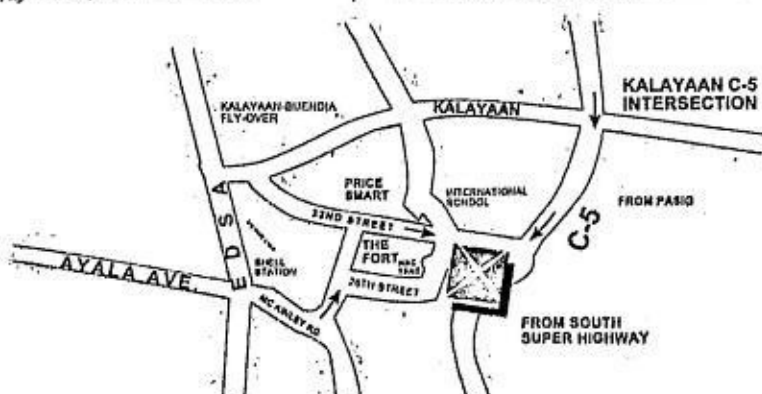 KALAYAAN C-5
INTERSECTION
KALAYAAN-BUENDIA
FLY-OVER
KALAYAAN
PRICE
SMART
INTERNATIONAL
SCHOOL
FROM PASIG
32ND STREET
C-5
EDSA
THE
FORT
SHELL
STATION
AYALA AVE.
26TH STREET
MC KINLEY RD
FROM SOUTH
SUPER HIGHWAY